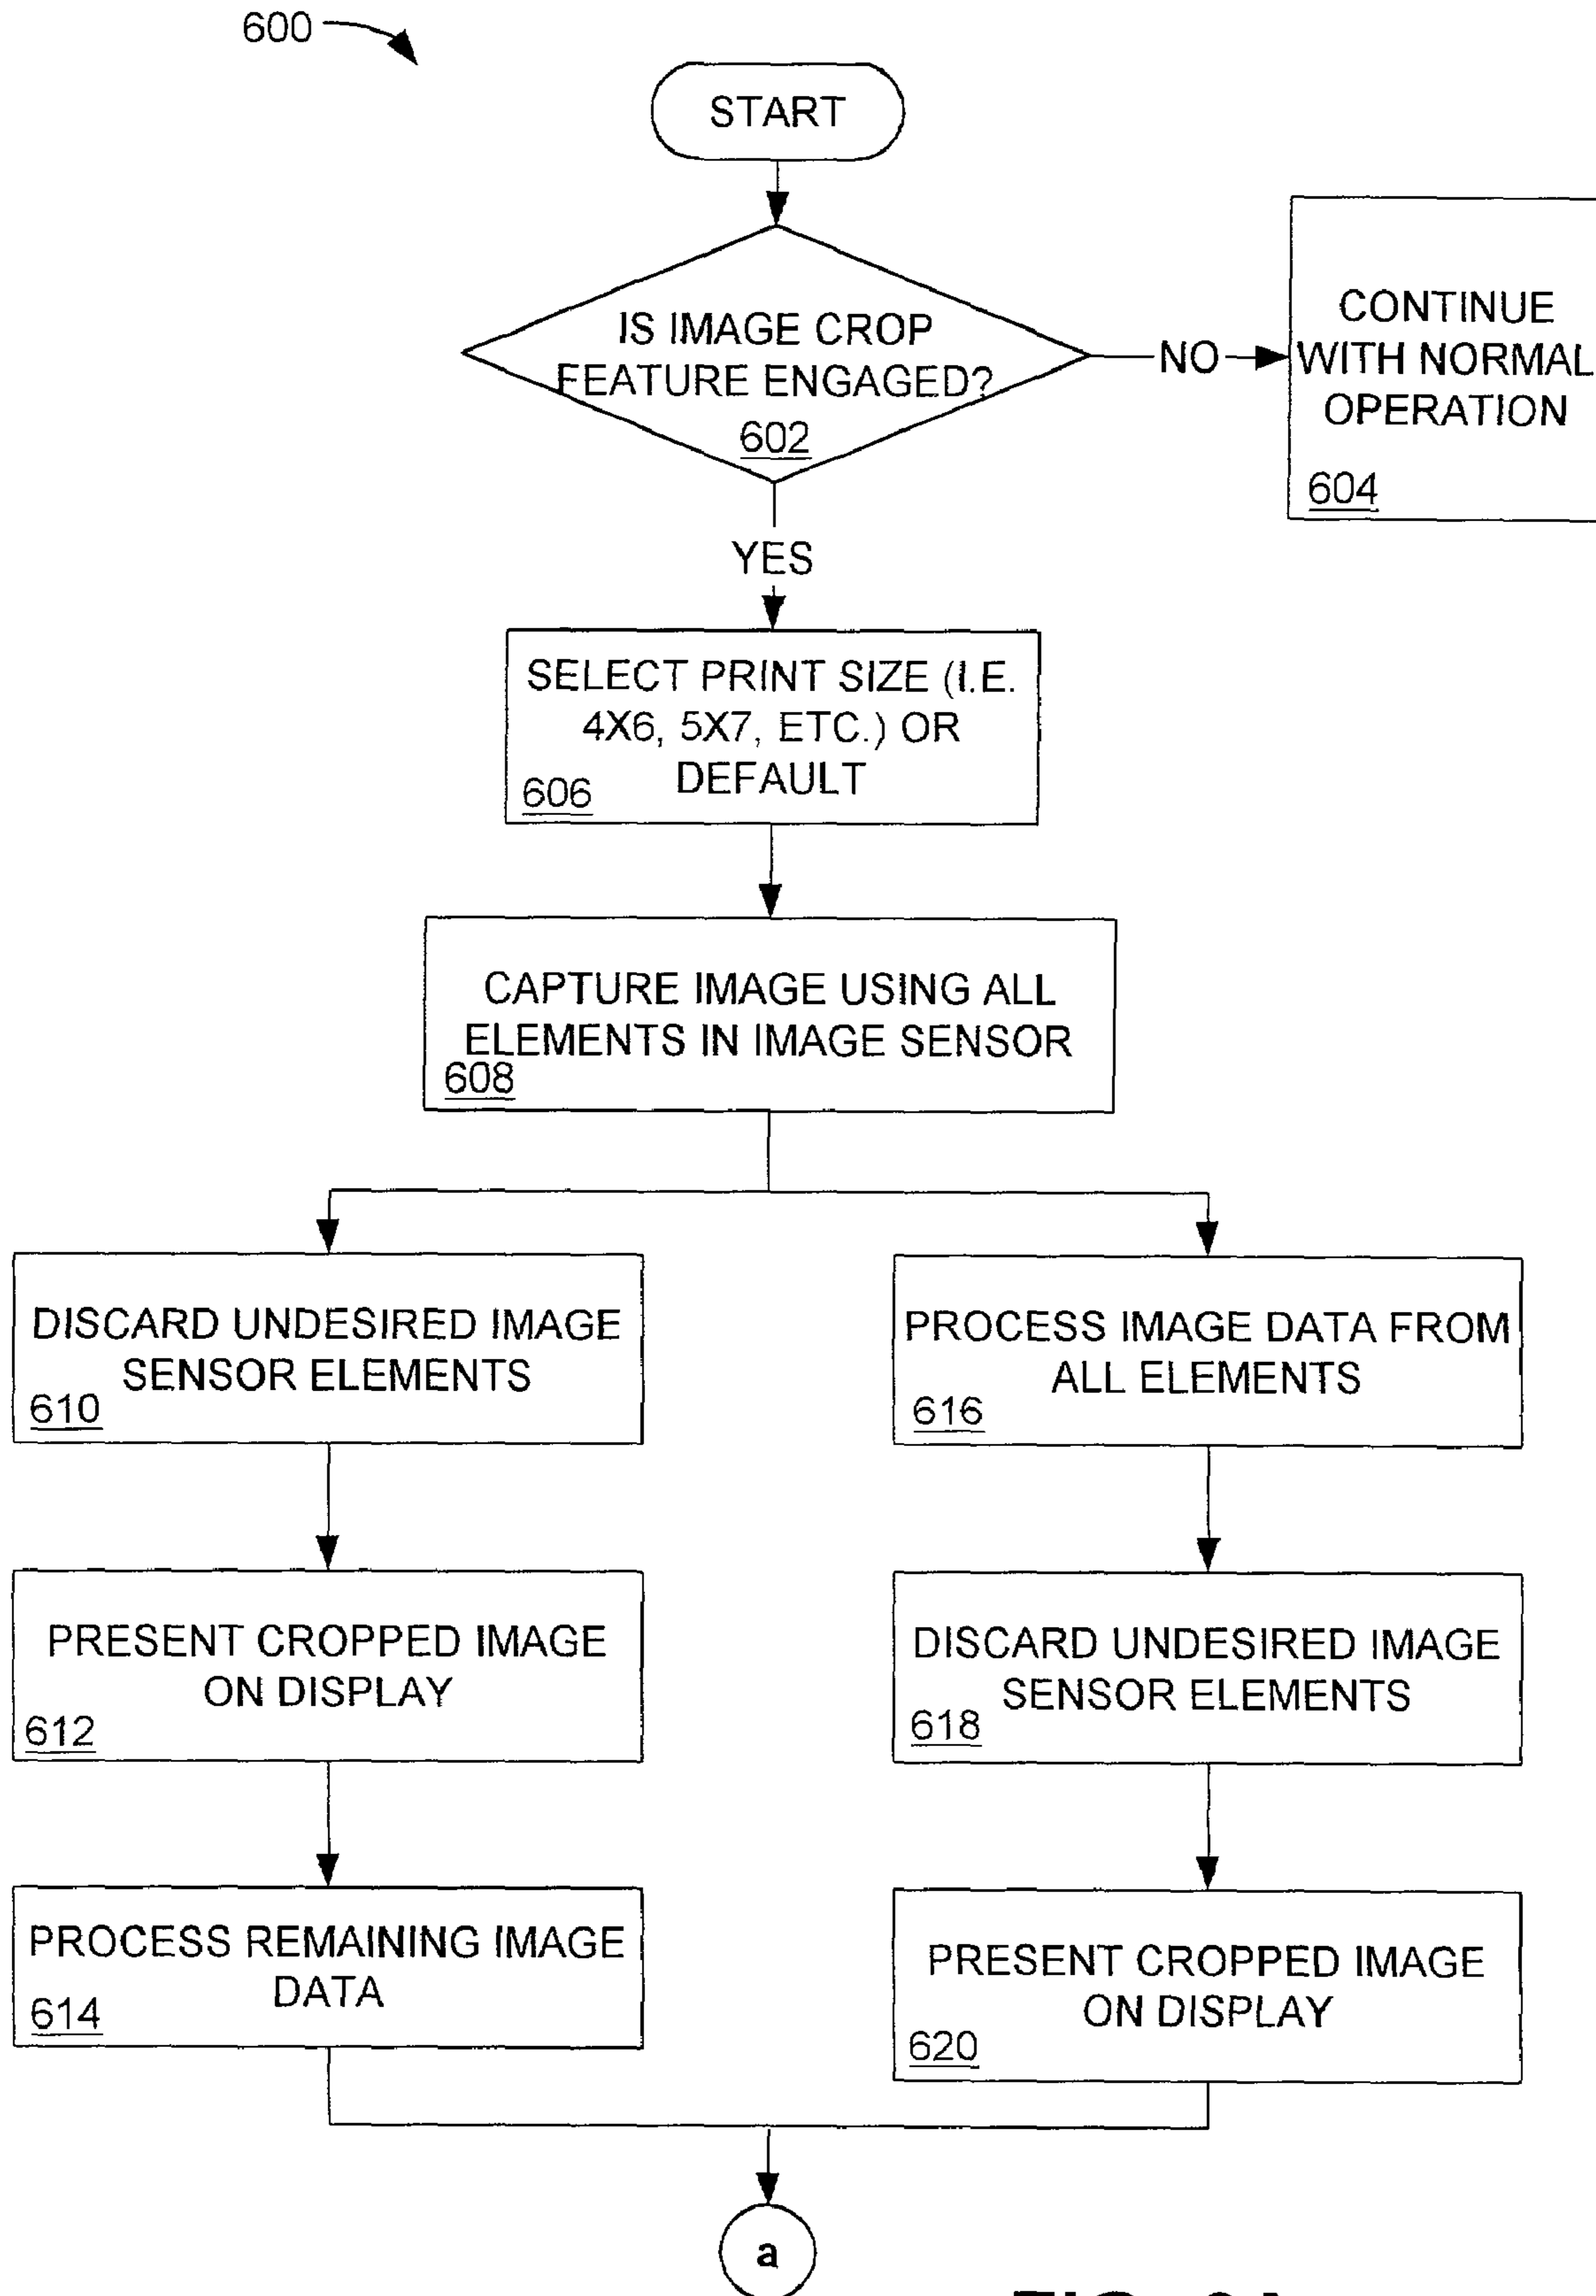 600
START
IS IMAGE CROP
FEATURE ENGAGED?
602
NO
CONTINUE
WITH NORMAL
OPERATION
604
YES
SELECT PRINT SIZE (I.E.
4X6, 5X7, ETC.) OR
DEFAULT
606
CAPTURE IMAGE USING ALL
ELEMENTS IN IMAGE SENSOR
608
DISCARD UNDESIRED IMAGE
SENSOR ELEMENTS
610
PRESENT CROPPED IMAGE
ON DISPLAY
612
PROCESS REMAINING IMAGE
DATA
614
PROCESS IMAGE DATA FROM
ALL ELEMENTS
616
DISCARD UNDESIRED IMAGE
SENSOR ELEMENTS
618
PRESENT CROPPED IMAGE
ON DISPLAY
620
a